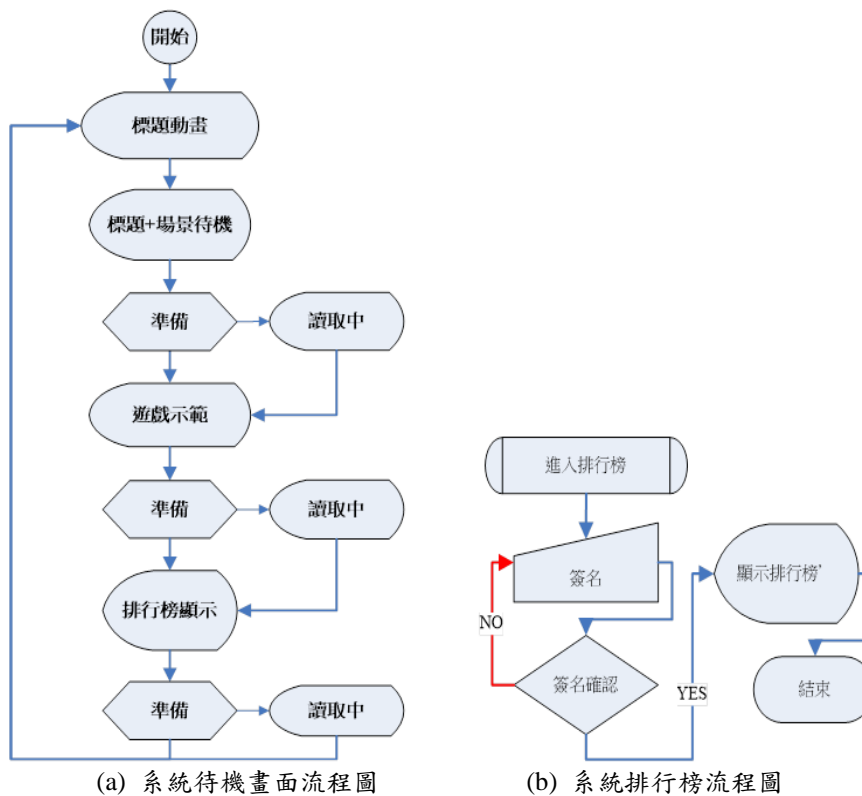 開始
標題動畫
標題+場景待機
準備
讀取中
遊戲示範
準備
讀取中
排行榜顯示
準備
讀取中
(a) 系統待機畫面流程圖
進入排行榜
簽名
NO
簽名確認
YES
顯示排行榜'
結束
(b) 系統排行榜流程圖